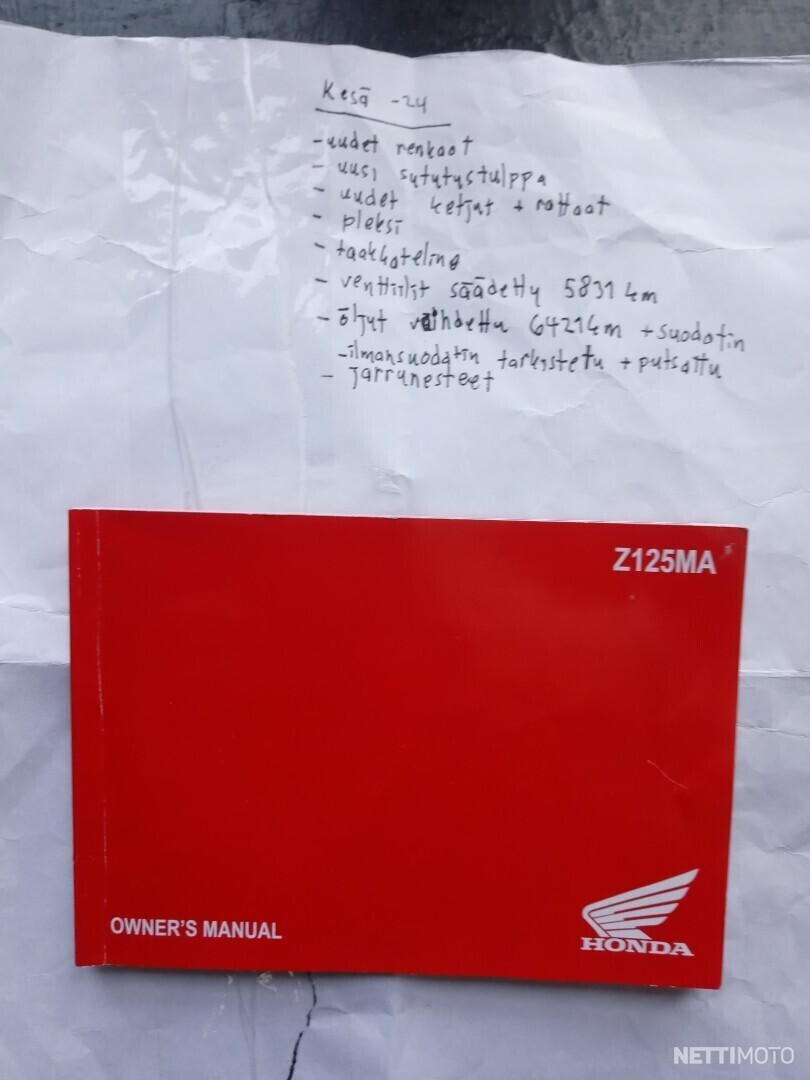 Kesä -24
- uudet renkaat
- uusi sytytystulppa
- uudet ketjut + rattaat
- pleksi
- taakkateline
- venttiilit säädetty 5831 km
- öljyt vaihdettu 6421 km + suodatin
- ilmansuodatin tarkistetu + putsattu
- jarrunesteet
Z125MA
OWNER'S MANUAL
HONDA
NETTIMOTO